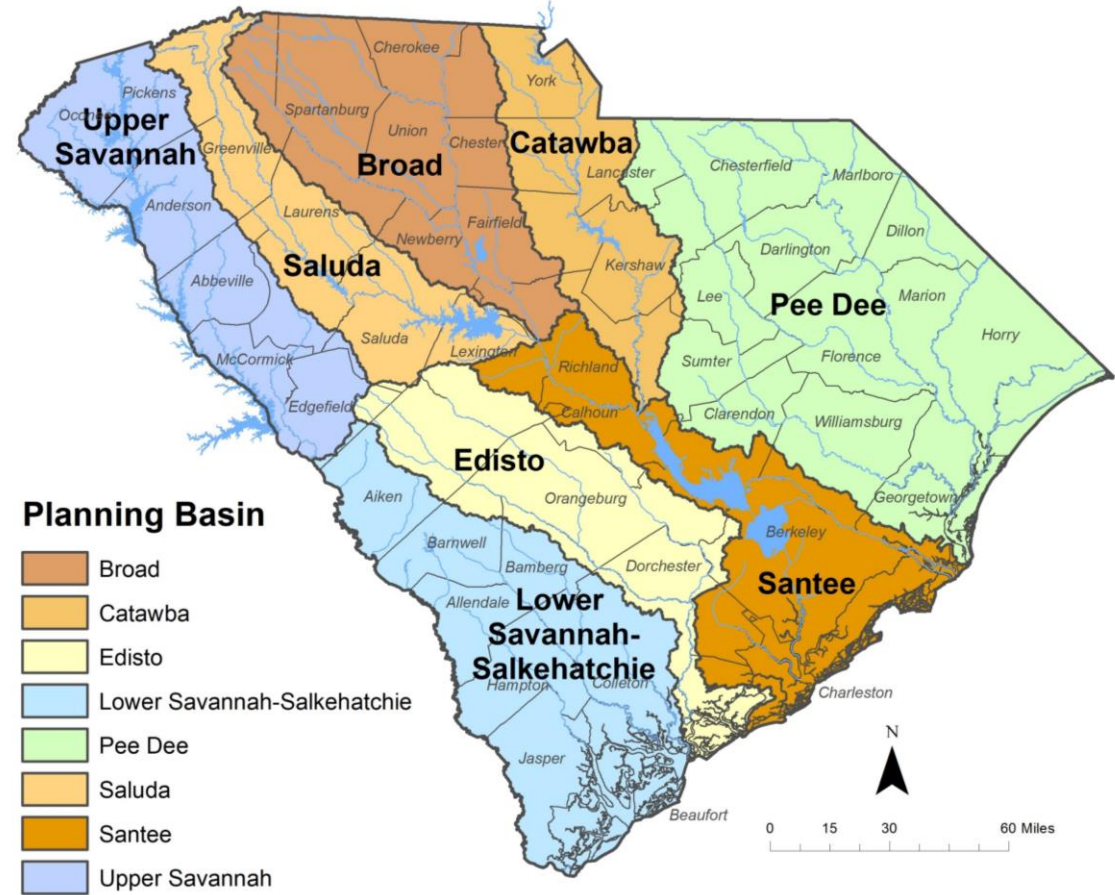 Cherokee
York
Pickens
Oconee
Upper
Savannah
Spartanburg
Greenville
Union
Chester
Broad
Catawba
Lancaster
Chesterfield
Marlboro
Anderson
Laurens
Newberry
Fairfield
Dillon
Darlington
Saluda
Kershaw
Abbeville
Lee
Pee Dee
Marion
Horry
Saluda
Lexington
Richland
Sumter
Florence
McCormick
Edgefield
Calhoun
Clarendon
Williamsburg
Edisto
Aiken
Orangeburg
Georgetown
Barnwell
Bamberg
Dorchester
Berkeley
Santee
Allendale
Lower
Savannah-
Salkehatchie
Hampton
Colleton
Charleston
Jasper
Beaufort
Planning Basin
Broad
Catawba
Edisto
Lower Savannah-Salkehatchie
Pee Dee
Saluda
Santee
Upper Savannah
N
0 15 30 60 Miles